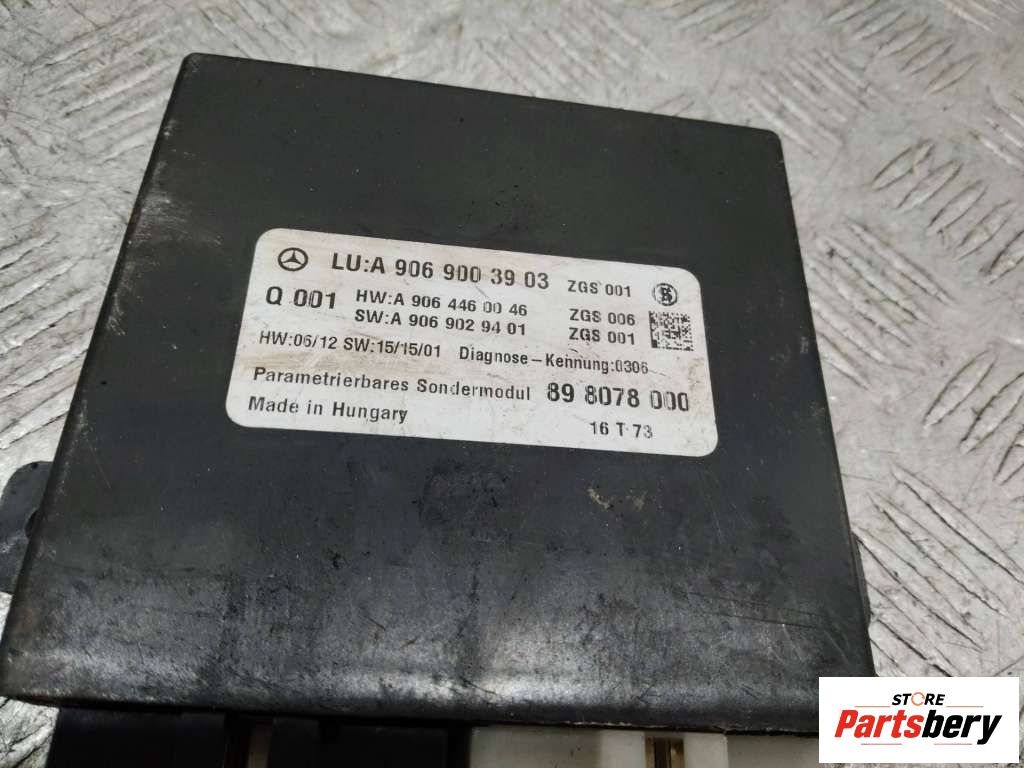 LU:A 906 900 39 03 ZGS 001
Q 001 HW:A 906 446 00 46 ZGS 006
SW:A 906 902 94 01 ZGS 001
HW:06/12 SW:15/15/01 Diagnose-Kennung:0306
Parametrierbares Sondermodul 89 8078 000
Made in Hungary 16 T 73
STORE
Partsbery